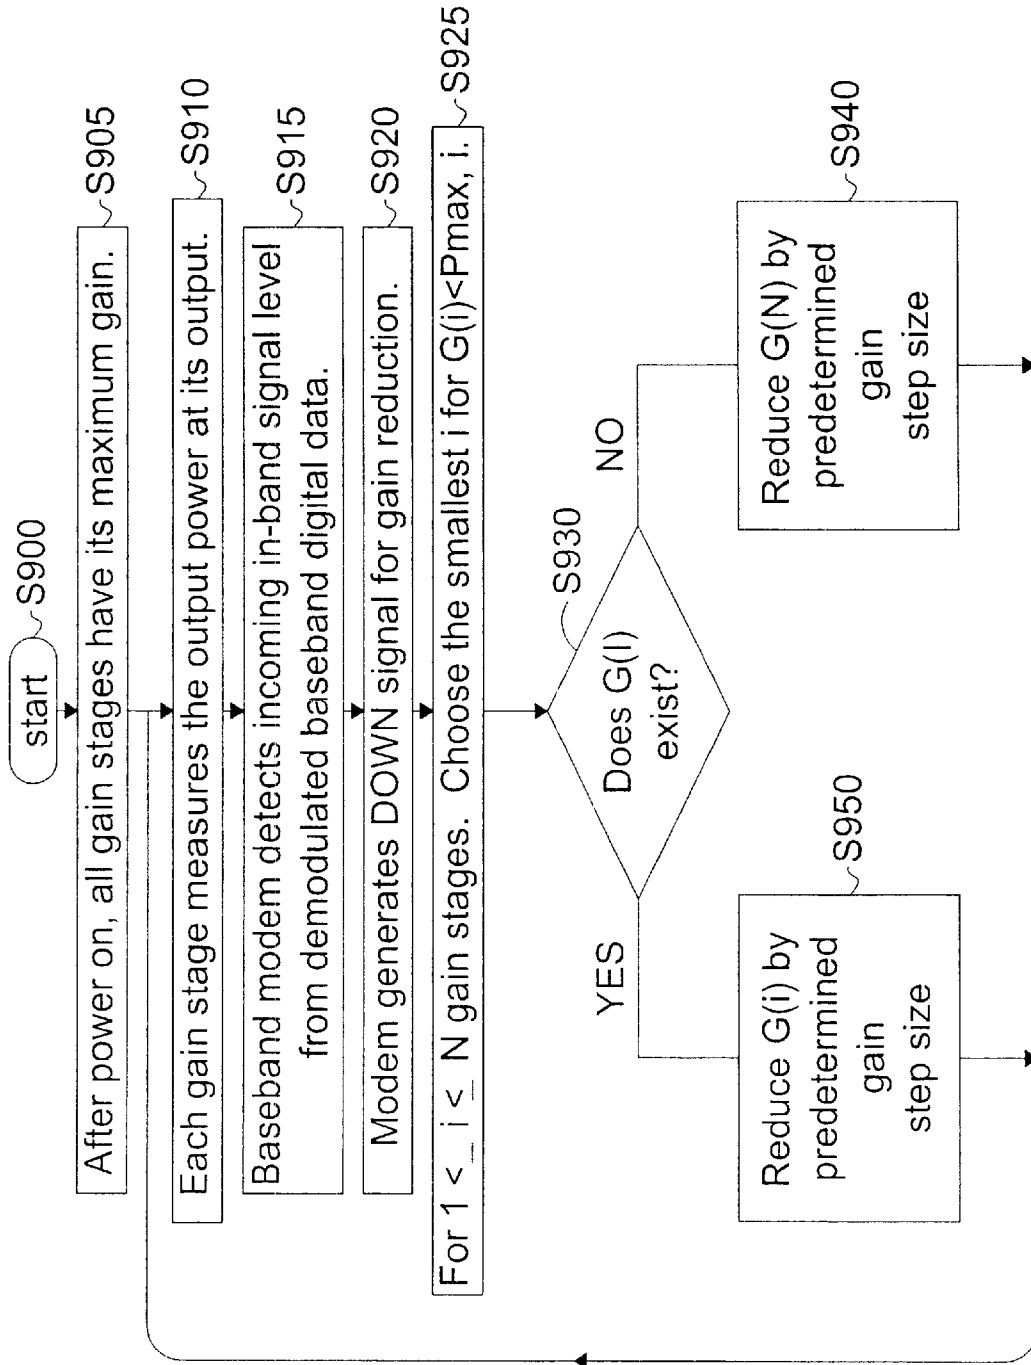 start
S900
After power on, all gain stages have its maximum gain.
S905
Each gain stage measures the output power at its output.
S910
Baseband modem detects incoming in-band signal level
from demodulated baseband digital data.
S915
Modem generates DOWN signal for gain reduction.
S920
For 1 <_ i <_ N gain stages. Choose the smallest i for G(i)<Pmax, i.
S925
Does G(I)
exist?
S930
YES
NO
Reduce G(i) by
predetermined
gain
step size
S950
Reduce G(N) by
predetermined
gain
step size
S940